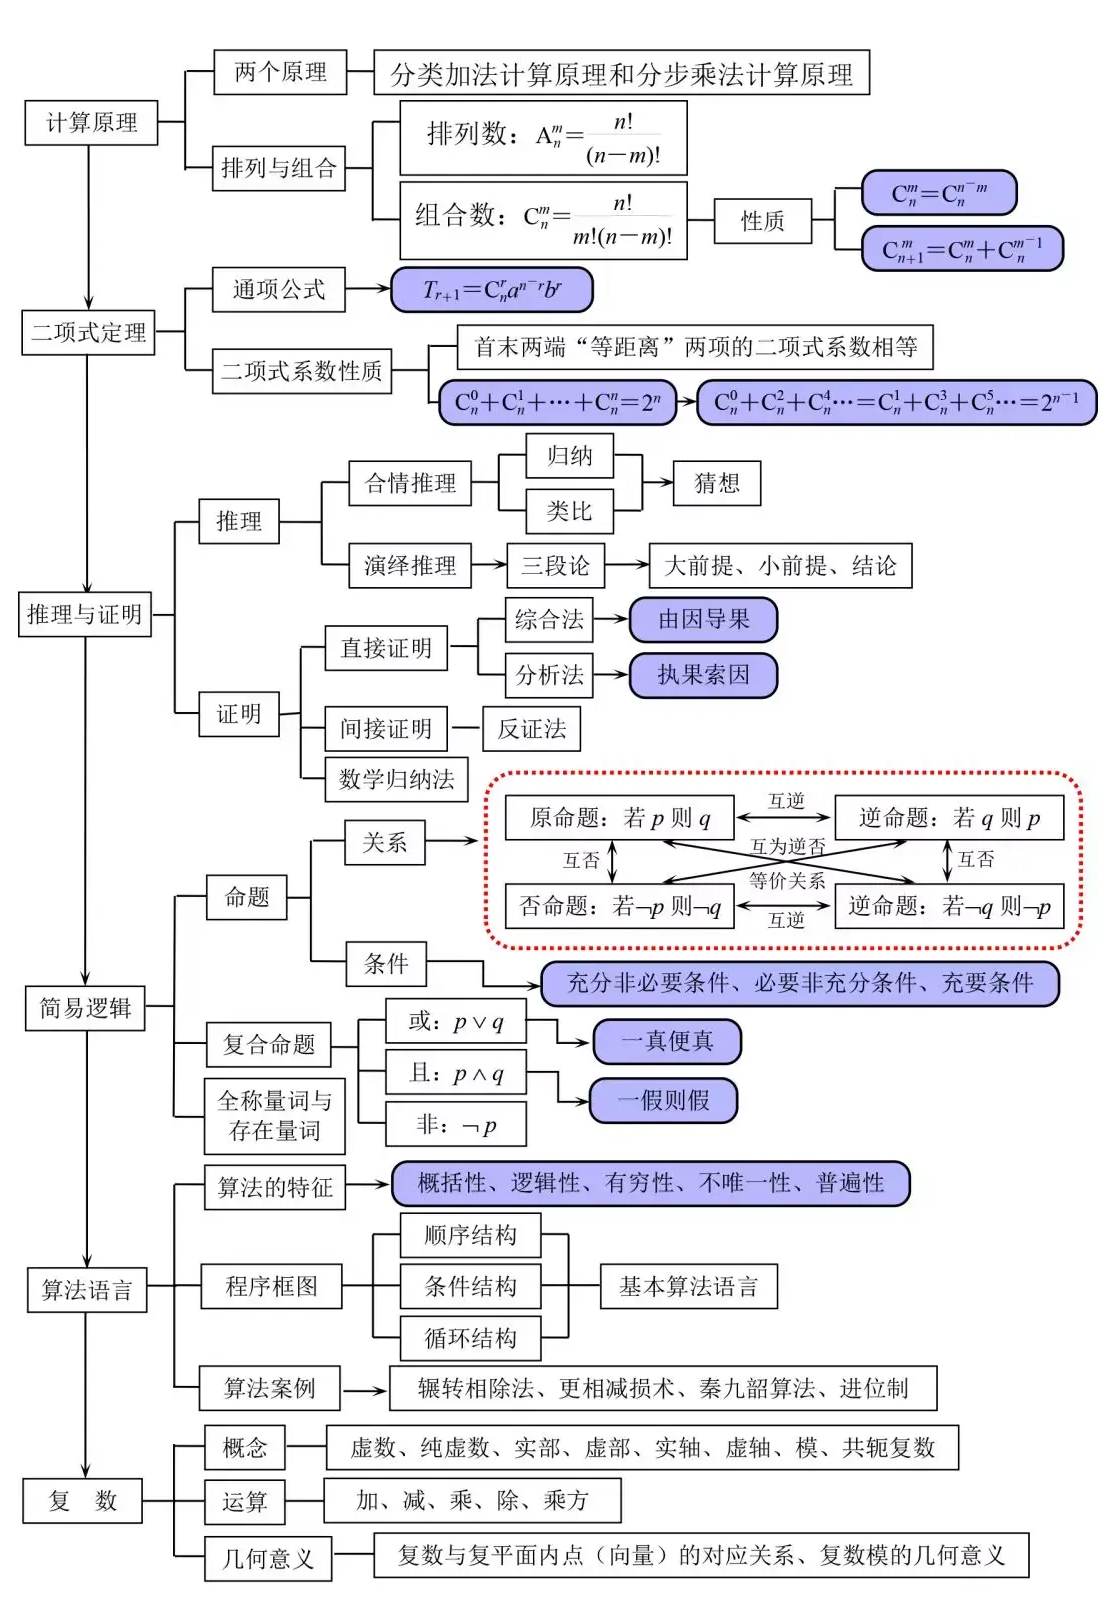 两个原理
分类加法计算原理和分步乘法计算原理
计算原理
排列与组合
排列数：A_n^m=n!/(n−m)!
组合数：C_n^m=n!/m!(n−m)!
性质
C_n^m=C_n^{n−m}
C_{n+1}^m=C_n^m+C_n^{m−1}
二项式定理
通项公式
T_{r+1}=C_n^r a^{n−r}b^r
二项式系数性质
首末两端“等距离”两项的二项式系数相等
C_n^0+C_n^1+⋯+C_n^n=2^n
C_n^0+C_n^2+C_n^4⋯=C_n^1+C_n^3+C_n^5⋯=2^{n−1}
推理与证明
推理
合情推理
归纳
类比
猜想
演绎推理
三段论
大前提、小前提、结论
证明
直接证明
综合法
由因导果
分析法
执果索因
间接证明
反证法
数学归纳法
简易逻辑
命题
关系
原命题：若 p 则 q
互逆
逆命题：若 q 则 p
互否
互为逆否
等价关系
互否
否命题：若¬p 则¬q
互逆
逆命题：若¬q 则¬p
条件
充分非必要条件、必要非充分条件、充要条件
复合命题
或：p∨q
一真便真
且：p∧q
一假则假
非：¬p
全称量词与
存在量词
算法语言
算法的特征
概括性、逻辑性、有穷性、不唯一性、普遍性
程序框图
顺序结构
条件结构
循环结构
基本算法语言
算法案例
辗转相除法、更相减损术、秦九韶算法、进位制
复 数
概念
虚数、纯虚数、实部、虚部、实轴、虚轴、模、共轭复数
运算
加、减、乘、除、乘方
几何意义
复数与复平面内点（向量）的对应关系、复数模的几何意义